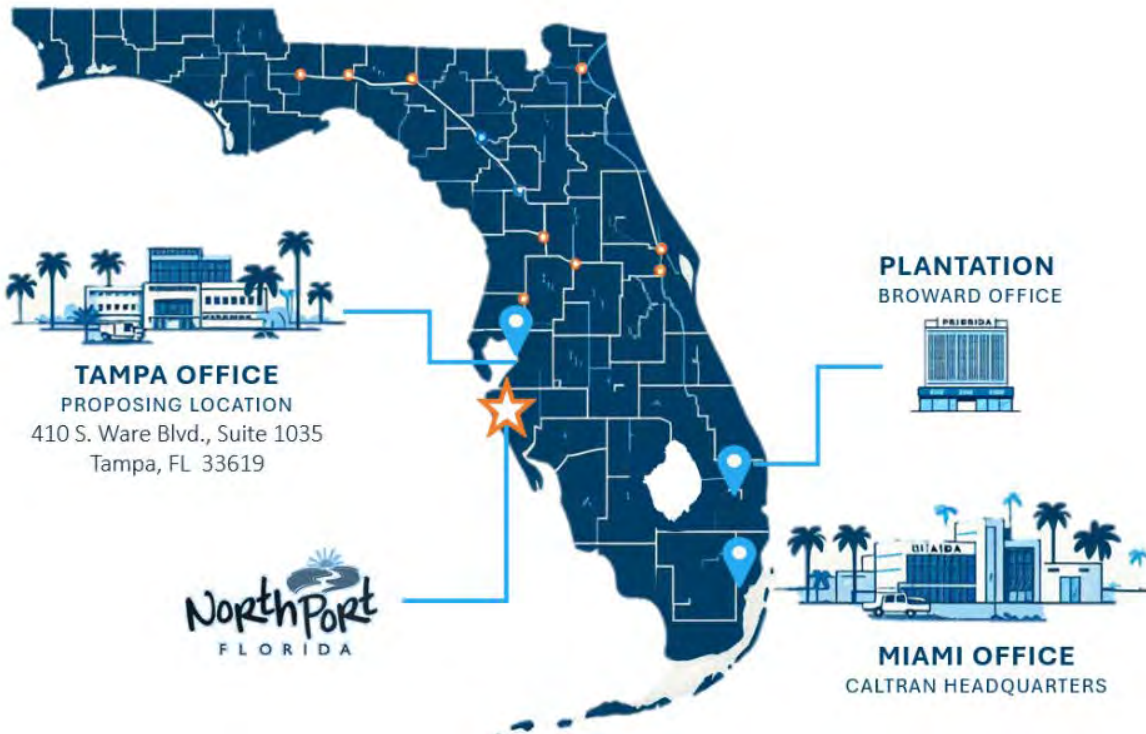 TAMPA OFFICE
PROPOSING LOCATION
410 S. Ware Blvd., Suite 1035
Tampa, FL 33619
NorthPort
FLORIDA
PLANTATION
BROWARD OFFICE
MIAMI OFFICE
CALTRAN HEADQUARTERS